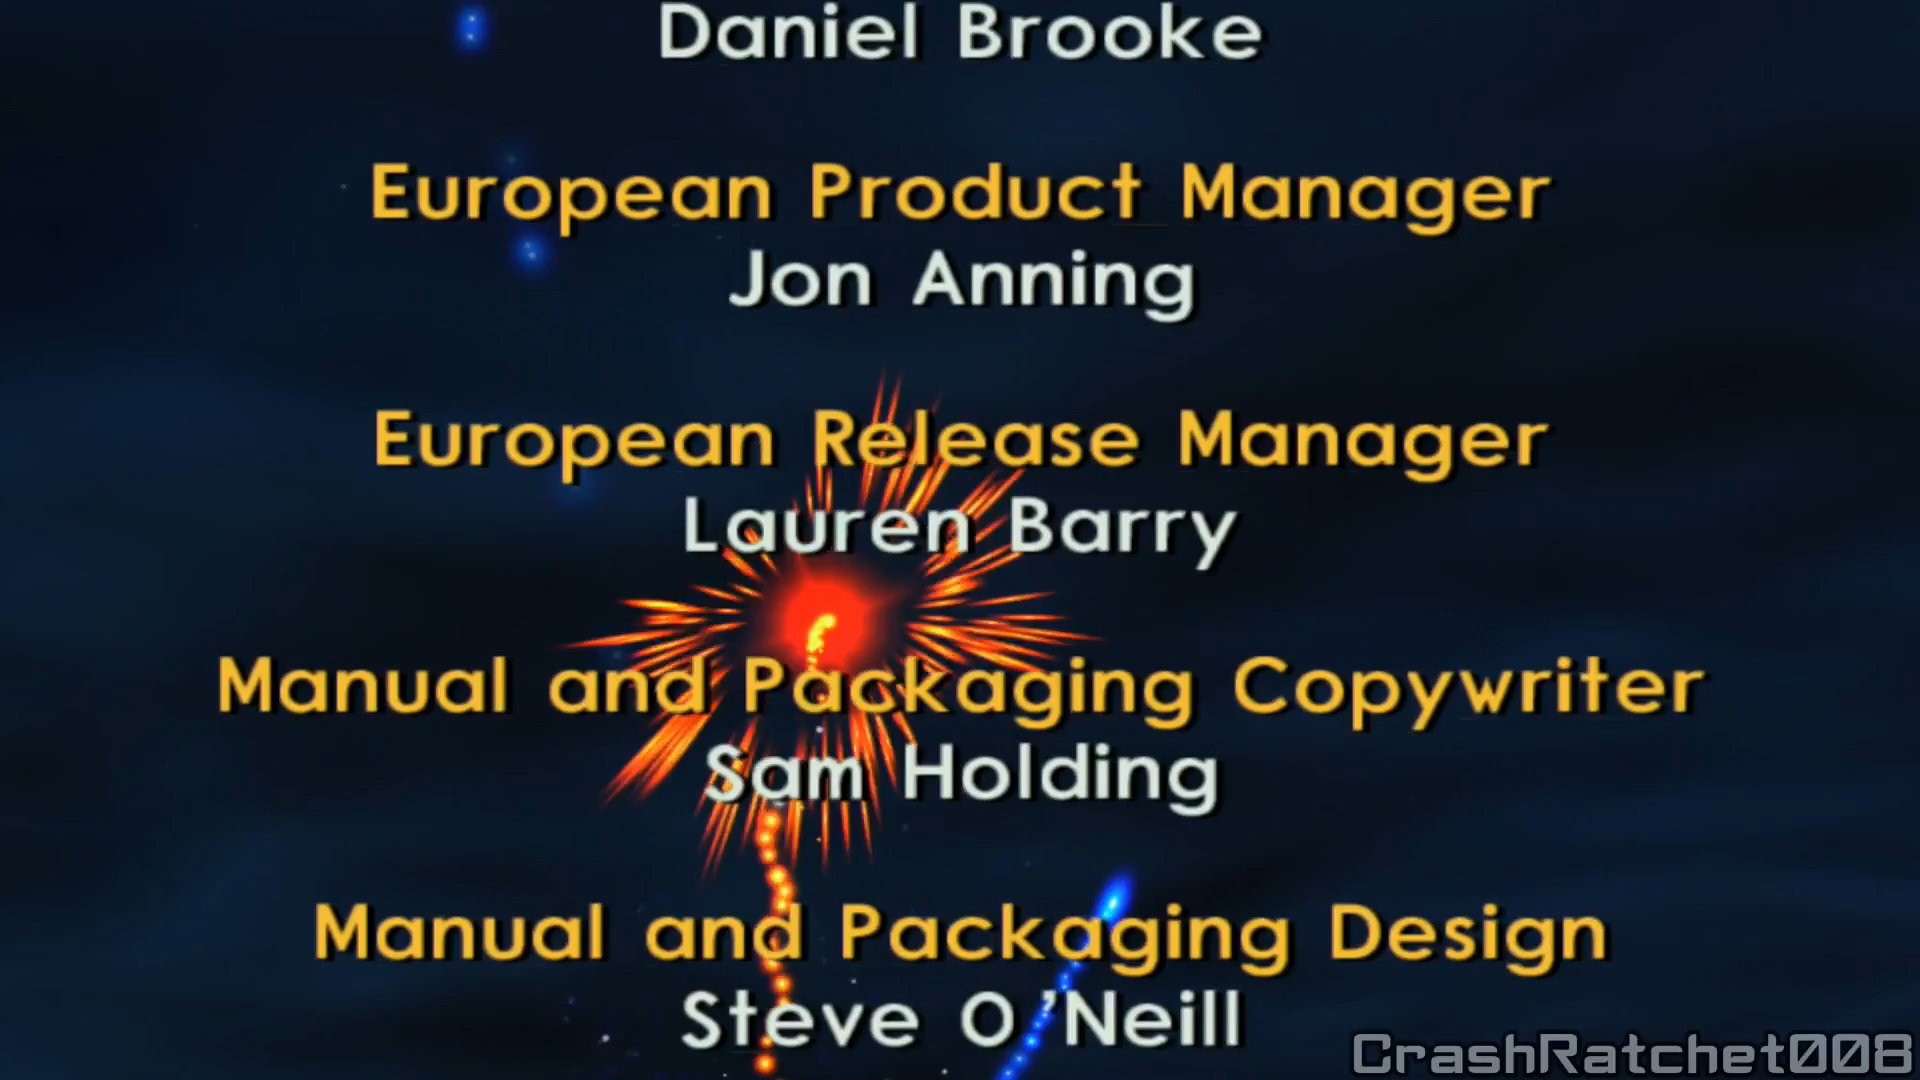 Daniel Brooke
European Product Manager
Jon Anning
European Release Manager
Lauren Barry
Manual and Packaging Copywriter
Sam Holding
Manual and Packaging Design
Steve O'Neill
CrashRatchet008